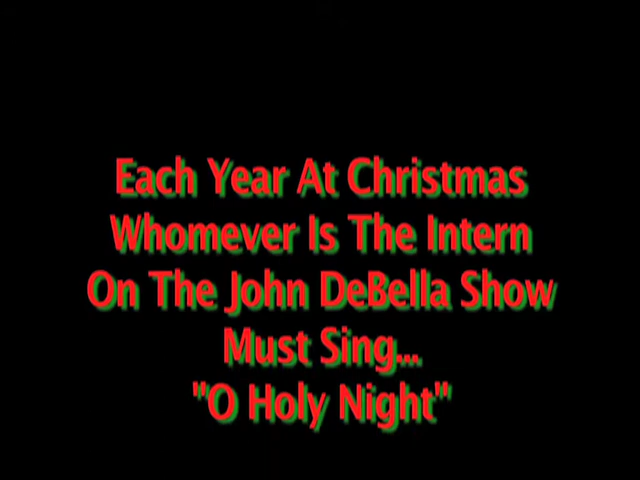 Each Year At Christmas
Whomever Is The Intern
On The John DeBella Show
Must Sing...
"O Holy Night"